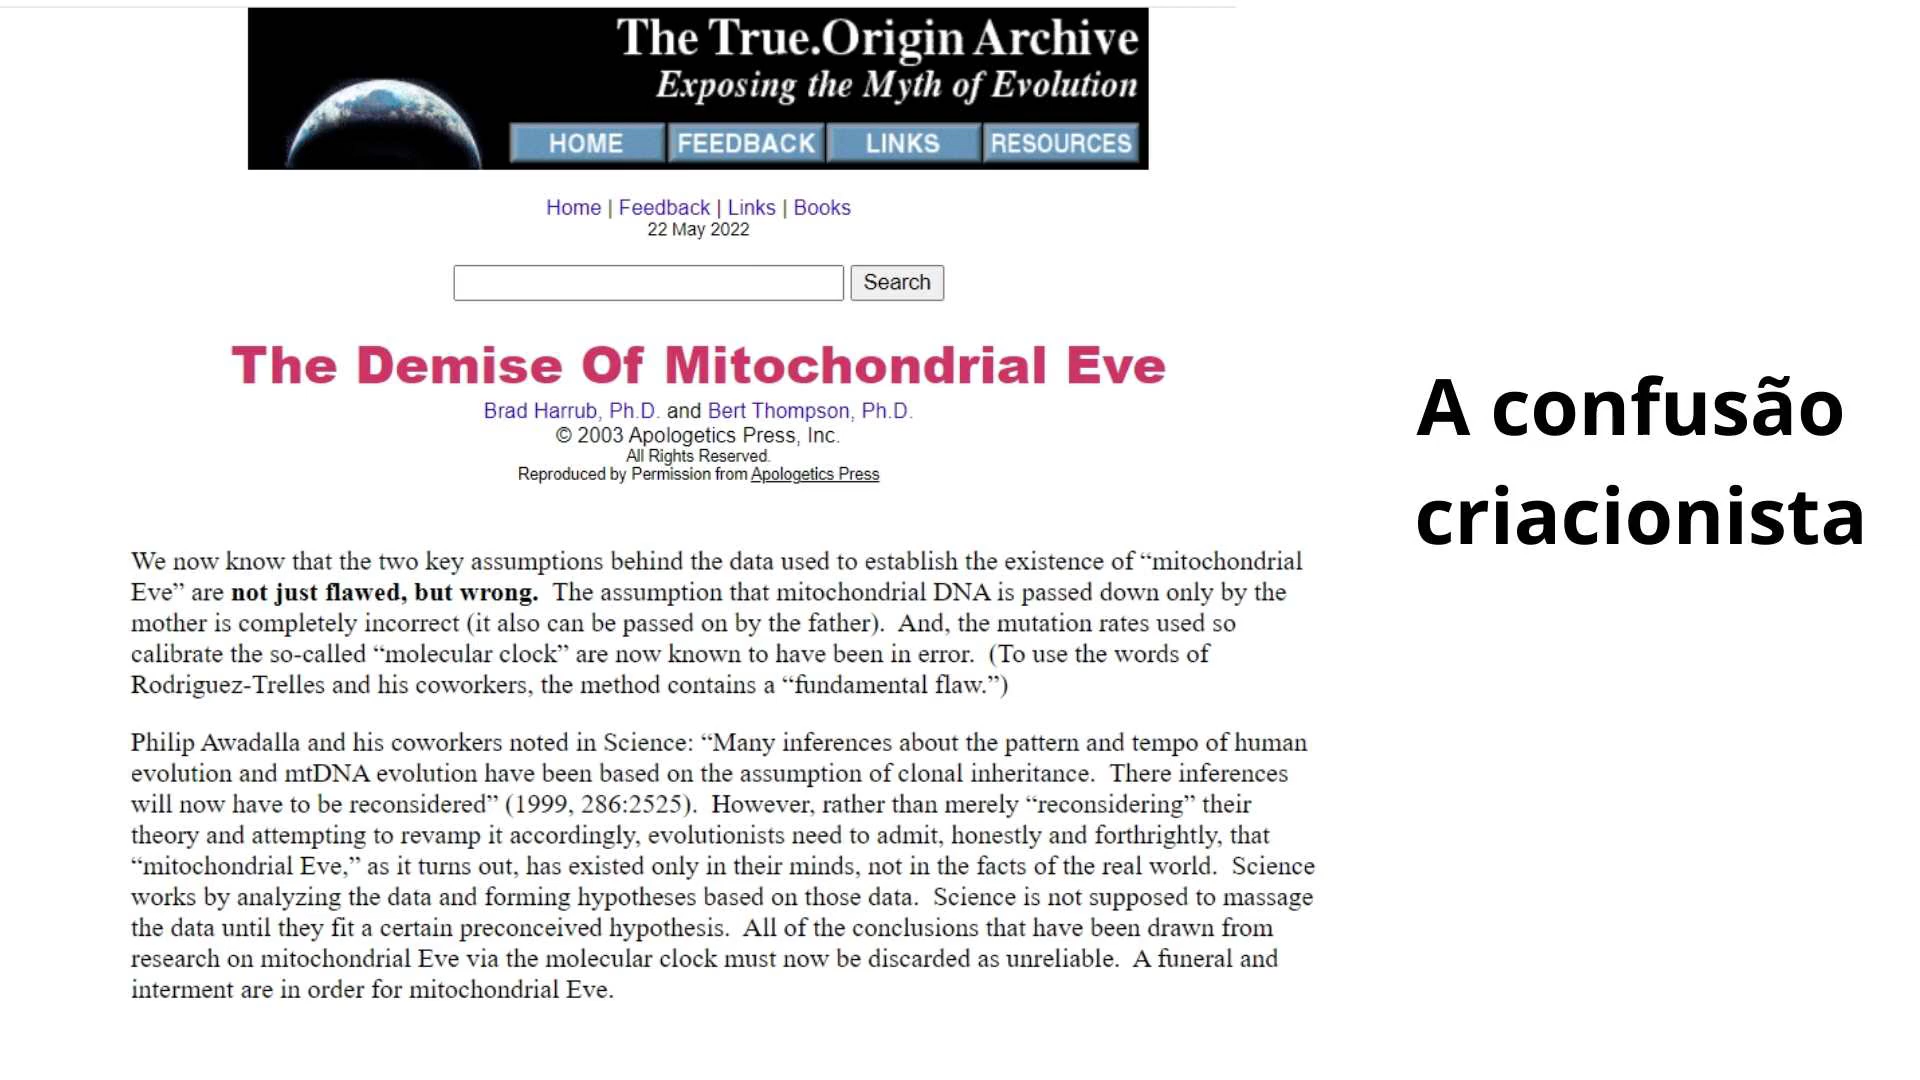 The True.Origin Archive
Exposing the Myth of Evolution
HOME FEEDBACK LINKS RESOURCES
Home | Feedback | Links | Books
22 May 2022
Search
The Demise Of Mitochondrial Eve
Brad Harrub, Ph.D. and Bert Thompson, Ph.D.
© 2003 Apologetics Press, Inc.
All Rights Reserved.
Reproduced by Permission from Apologetics Press
We now know that the two key assumptions behind the data used to establish the existence of “mitochondrial
Eve” are not just flawed, but wrong. The assumption that mitochondrial DNA is passed down only by the
mother is completely incorrect (it also can be passed on by the father). And, the mutation rates used so
calibrate the so-called “molecular clock” are now known to have been in error. (To use the words of
Rodriguez-Trelles and his coworkers, the method contains a “fundamental flaw.”)
Philip Awadalla and his coworkers noted in Science: “Many inferences about the pattern and tempo of human
evolution and mtDNA evolution have been based on the assumption of clonal inheritance. There inferences
will now have to be reconsidered” (1999, 286:2525). However, rather than merely “reconsidering” their
theory and attempting to revamp it accordingly, evolutionists need to admit, honestly and forthrightly, that
“mitochondrial Eve,” as it turns out, has existed only in their minds, not in the facts of the real world. Science
works by analyzing the data and forming hypotheses based on those data. Science is not supposed to massage
the data until they fit a certain preconceived hypothesis. All of the conclusions that have been drawn from
research on mitochondrial Eve via the molecular clock must now be discarded as unreliable. A funeral and
interment are in order for mitochondrial Eve.
A confusão
criacionista